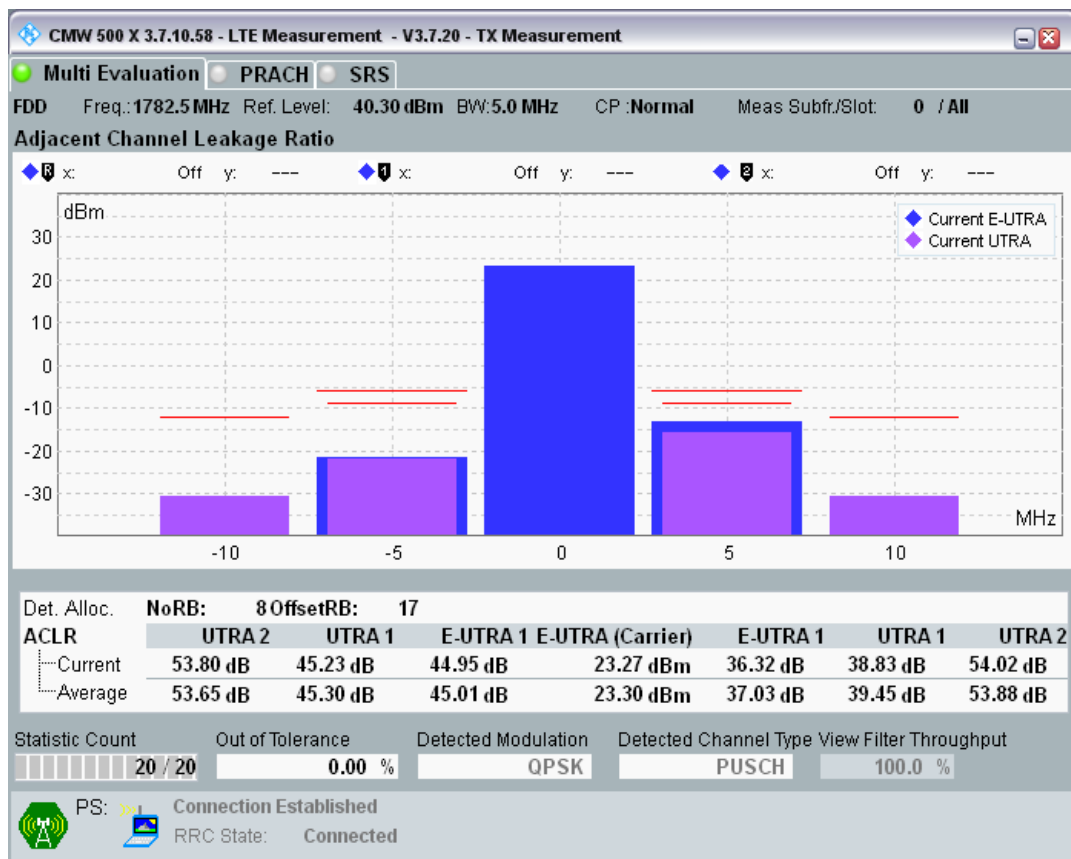 CMW 500 X 3.7.10.58 - LTE Measurement - V3.7.20 - TX Measurement
Multi Evaluation PRACH SRS
FDD Freq.:1782.5 MHz Ref. Level: 40.30 dBm BW:5.0 MHz CP :Normal Meas Subfr./Slot: 0 / All
Adjacent Channel Leakage Ratio
R x: Off y: --- 1 x: Off y: --- 2 x: Off y: ---
dBm
Current E-UTRA
Current UTRA
30
20
10
0
-10
-20
-30
MHz
-10 -5 0 5 10
Det. Alloc. NoRB: 8 OffsetRB: 17
ACLR UTRA 2 UTRA 1 E-UTRA 1 E-UTRA (Carrier) E-UTRA 1 UTRA 1 UTRA 2
Current 53.80 dB 45.23 dB 44.95 dB 23.27 dBm 36.32 dB 38.83 dB 54.02 dB
Average 53.65 dB 45.30 dB 45.01 dB 23.30 dBm 37.03 dB 39.45 dB 53.88 dB
Statistic Count Out of Tolerance Detected Modulation Detected Channel Type View Filter Throughput
20 / 20 0.00 % QPSK PUSCH 100.0 %
PS: Connection Established
RRC State: Connected